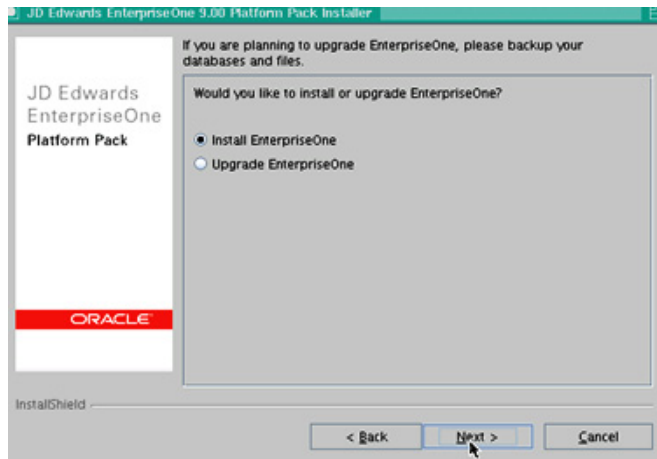 JD Edwards EnterpriseOne 9.00 Platform Pack Installer
If you are planning to upgrade EnterpriseOne, please backup your
databases and files.
JD Edwards
EnterpriseOne
Platform Pack
Would you like to install or upgrade EnterpriseOne?
Install EnterpriseOne
Upgrade EnterpriseOne
ORACLE
InstallShield
< Back
Next >
Cancel